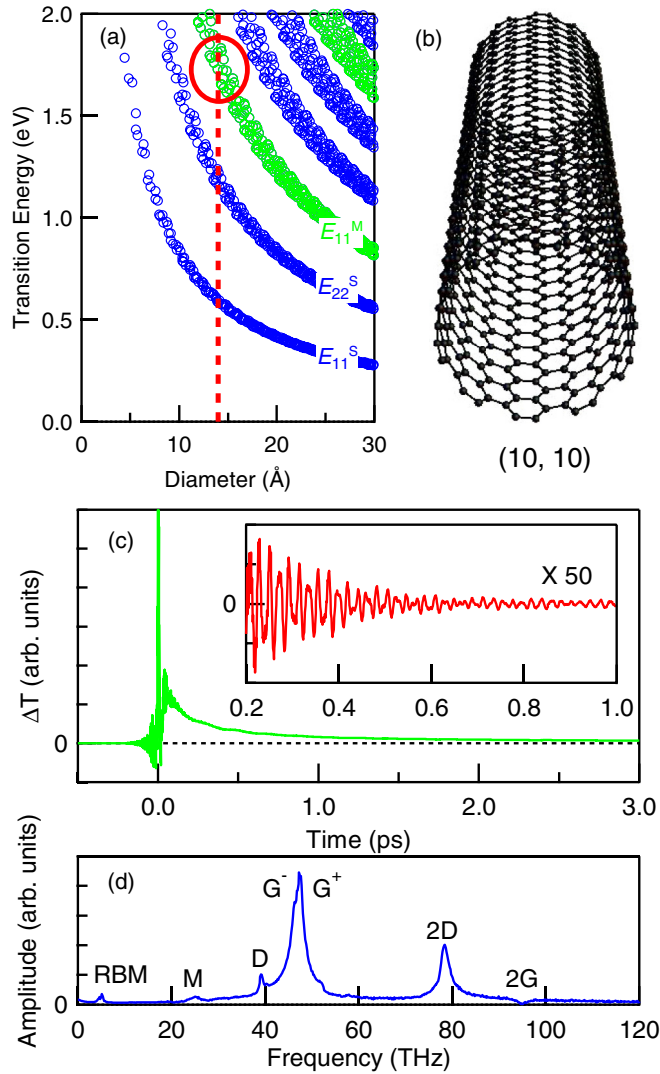 (a)
Transition Energy (eV)
2.0
1.5
1.0
0.5
0.0
E₁₁ᴹ
E₂₂ˢ
E₁₁ˢ
0 10 20 30
Diameter (Å)
(b)
(10, 10)
(c)
ΔT (arb. units)
0
X 50
0
0.2 0.4 0.6 0.8 1.0
0.0 1.0 2.0 3.0
Time (ps)
(d)
Amplitude (arb. units)
0
RBM M D G⁻ G⁺ 2D 2G
0 20 40 60 80 100 120
Frequency (THz)